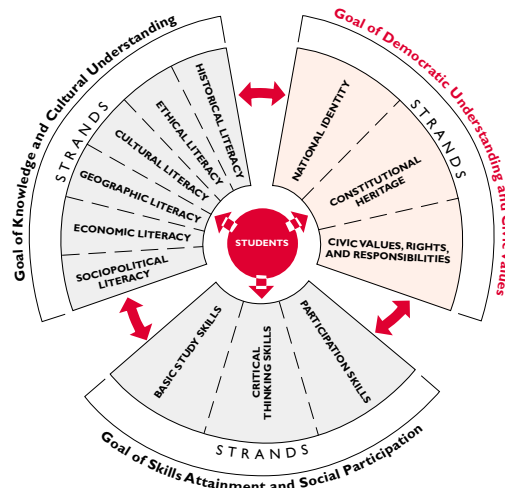 Goal of Knowledge and Cultural Understanding
STRANDS
HISTORICAL LITERACY
ETHICAL LITERACY
CULTURAL LITERACY
GEOGRAPHIC LITERACY
ECONOMIC LITERACY
SOCIOPOLITICAL
LITERACY
Goal of Democratic Understanding and Civic Values
STRANDS
NATIONAL IDENTITY
CONSTITUTIONAL
HERITAGE
CIVIC VALUES, RIGHTS,
AND RESPONSIBILITIES
STUDENTS
BASIC STUDY SKILLS
CRITICAL
THINKING SKILLS
PARTICIPATION SKILLS
STRANDS
Goal of Skills Attainment and Social Participation